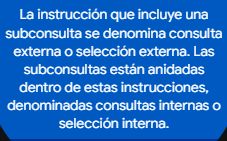 La instrucción que incluye una
subconsulta se denomina consulta
externa o selección externa. Las
subconsultas están anidadas
dentro de estas instrucciones,
denominadas consultas internas o
selección interna.